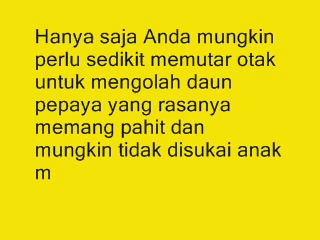 Hanya saja Anda mungkin
perlu sedikit memutar otak
untuk mengolah daun
pepaya yang rasanya
memang pahit dan
mungkin tidak disukai anak
m